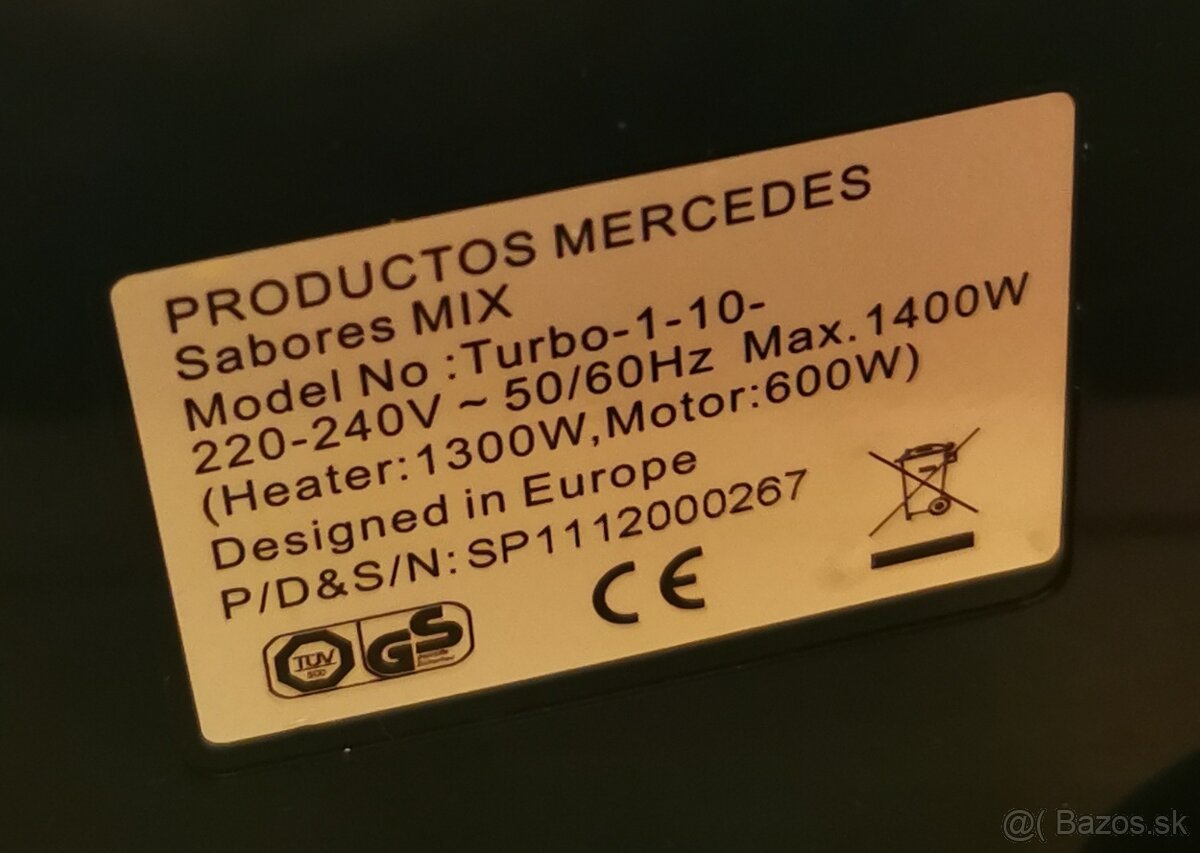 PRODUCTOS MERCEDES
Sabores MIX
Model No :Turbo-1-10-
220-240V ~ 50/60Hz Max.1400W
(Heater:1300W,Motor:600W)
Designed in Europe
P/D&S/N:SP1112000267
TÜV
GS
CE
@( Bazos.sk